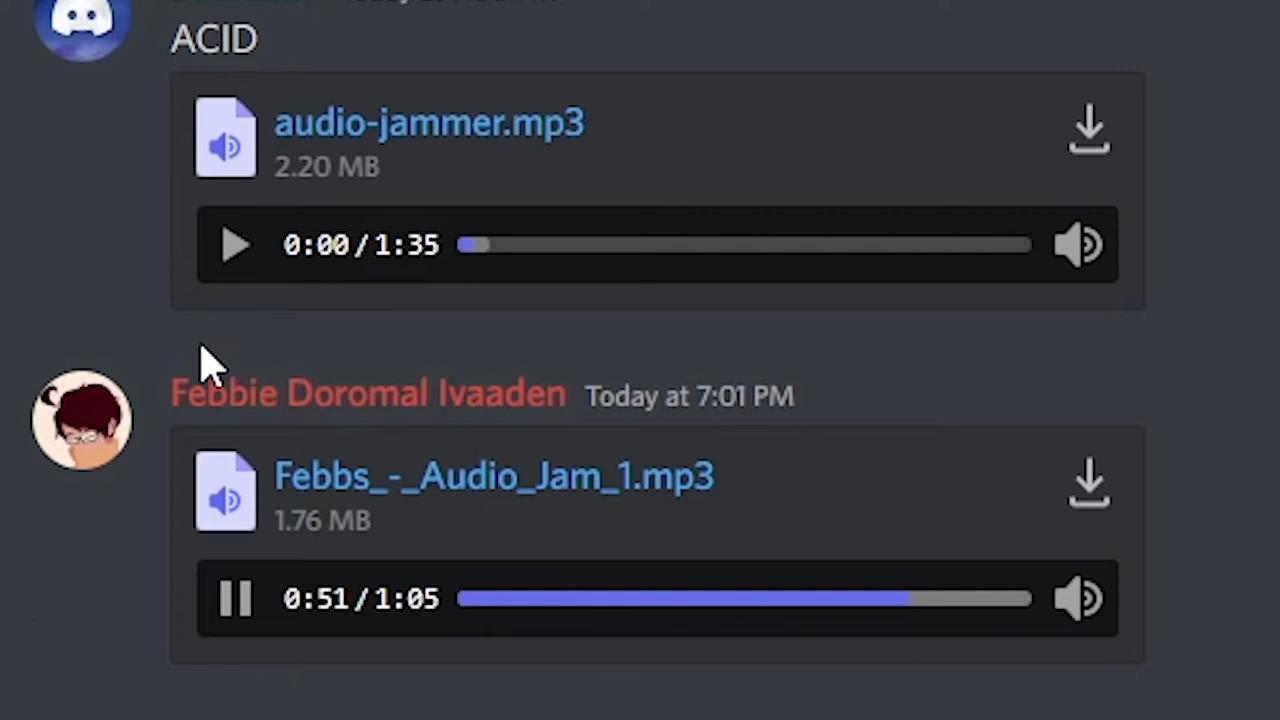 ACID
audio-jammer.mp3
2.20 MB
0:00/1:35
Febbie Doromal Ivaaden Today at 7:01 PM
Febbs_-_Audio_Jam_1.mp3
1.76 MB
0:51/1:05